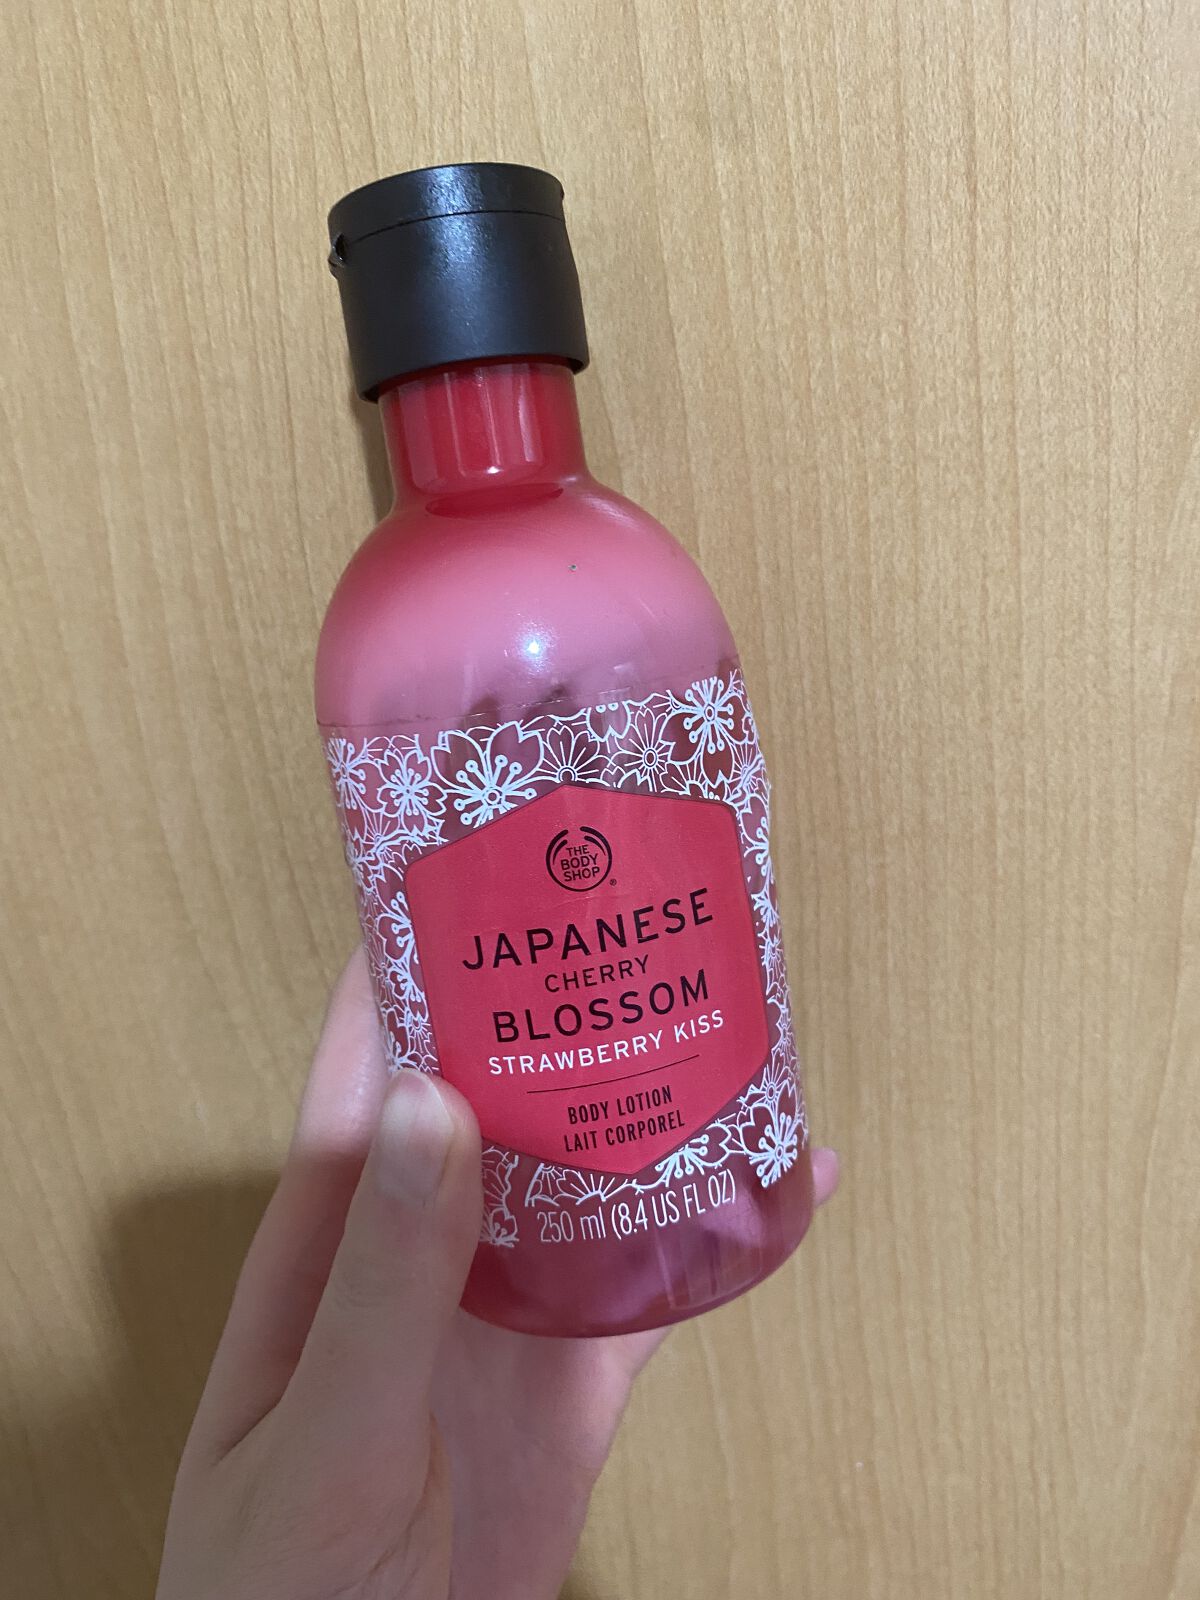 THE
BODY
SHOP
®
JAPANESE
CHERRY
BLOSSOM
STRAWBERRY KISS
BODY LOTION
LAIT CORPOREL
250 ml (8.4 US FL OZ)